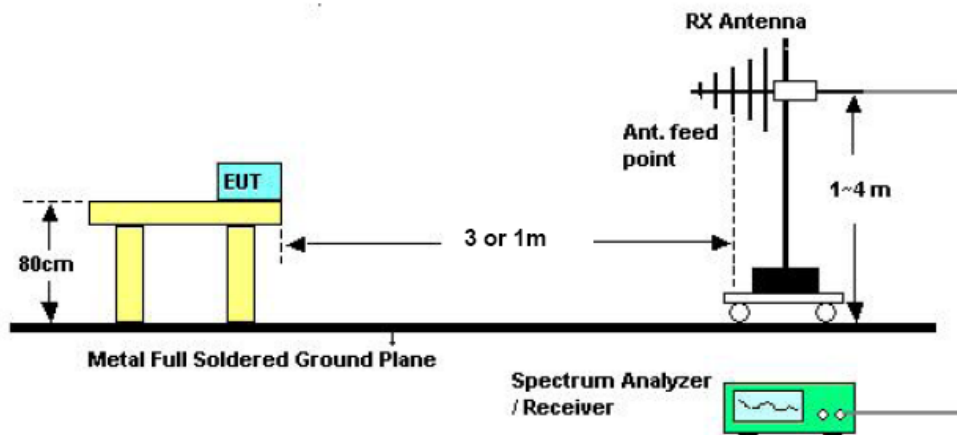 RX Antenna
Ant. feed
point
EUT
1~4 m
3 or 1m
80cm
Metal Full Soldered Ground Plane
Spectrum Analyzer
/ Receiver